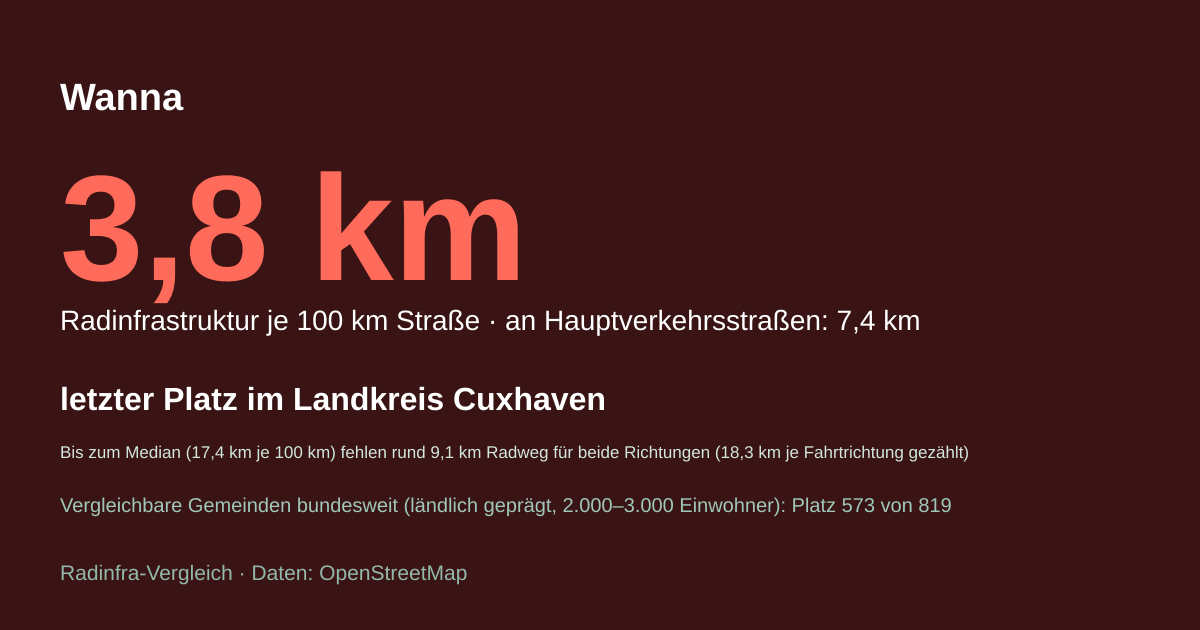 Wanna
3,8 km
Radinfrastruktur je 100 km Straße · an Hauptverkehrsstraßen: 7,4 km
letzter Platz im Landkreis Cuxhaven
Bis zum Median (17,4 km je 100 km) fehlen rund 9,1 km Radweg für beide Richtungen (18,3 km je Fahrtrichtung gezählt)
Vergleichbare Gemeinden bundesweit (ländlich geprägt, 2.000–3.000 Einwohner): Platz 573 von 819
Radinfra-Vergleich · Daten: OpenStreetMap